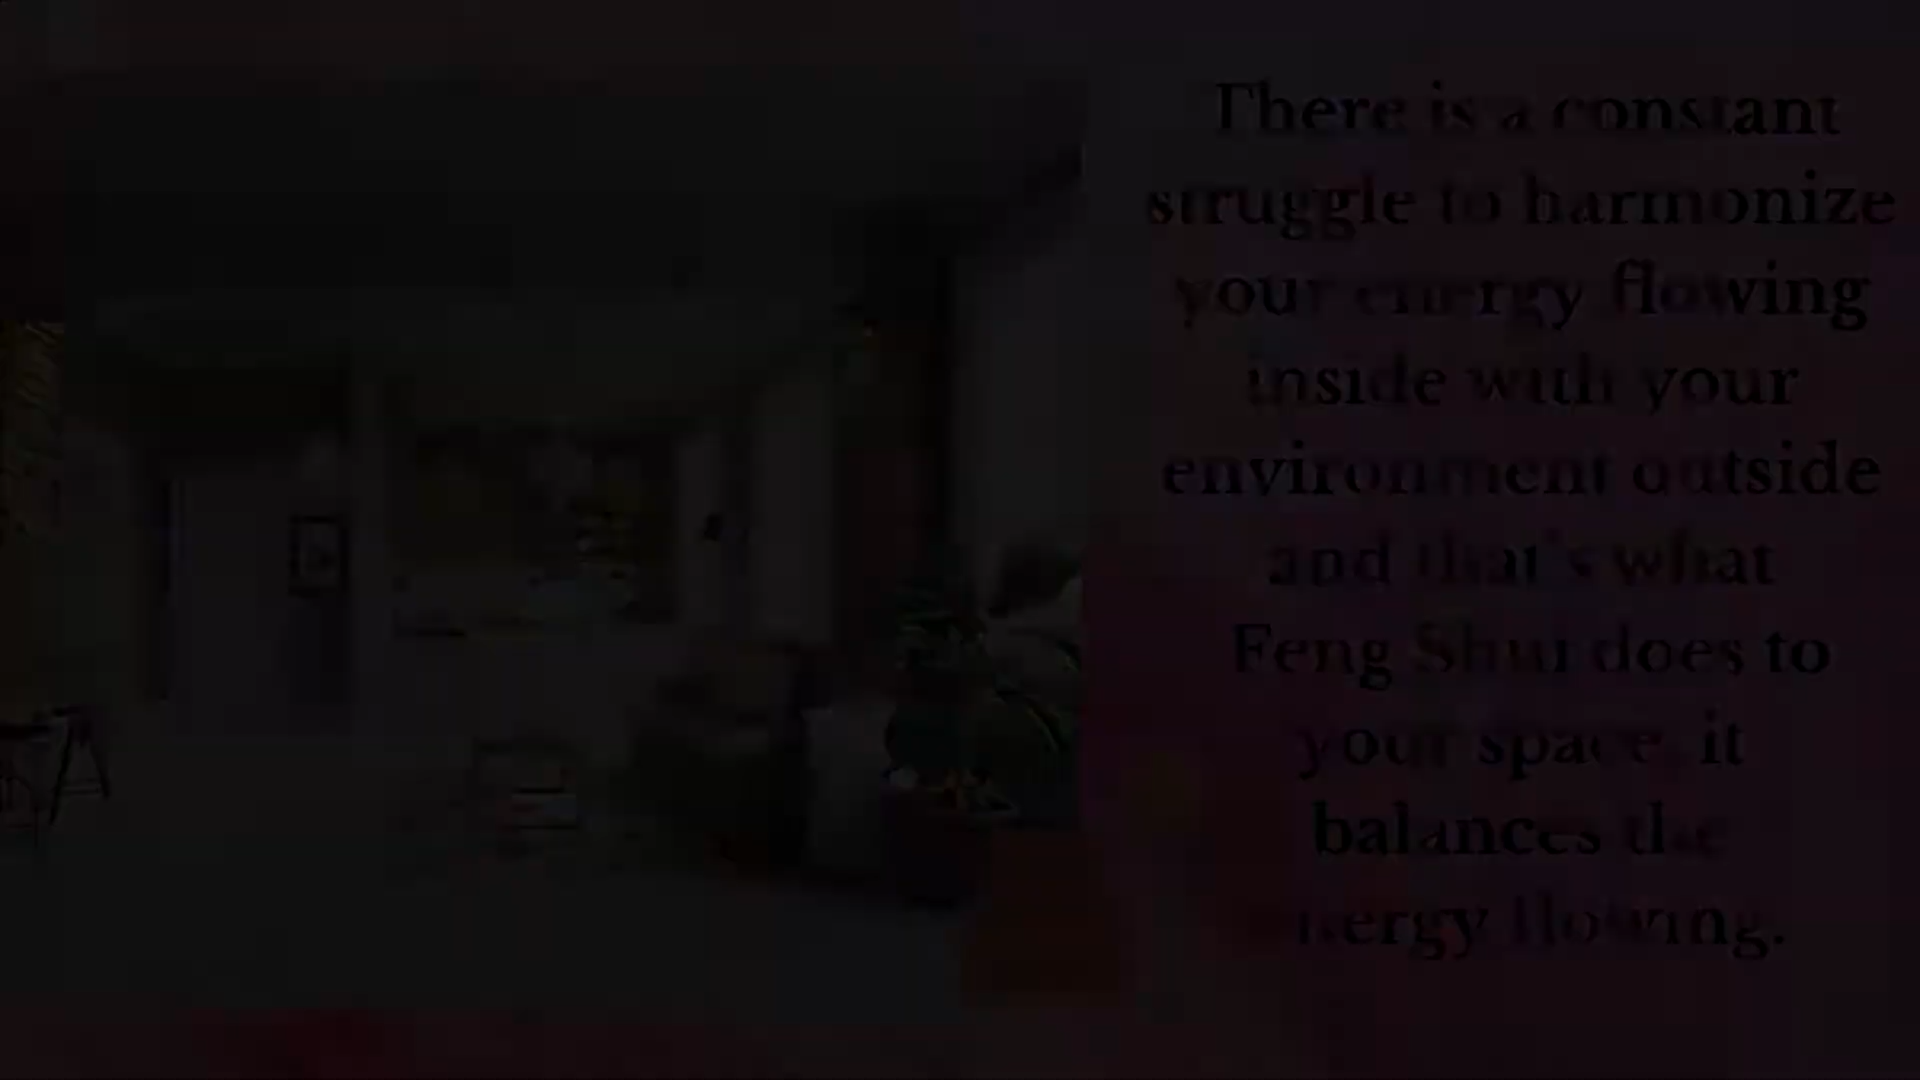 There is a constant
struggle to harmonize
your energy flowing
inside with your
environment outside
and that's what
Feng Shui does to
your space, it
balances the
energy flowing.